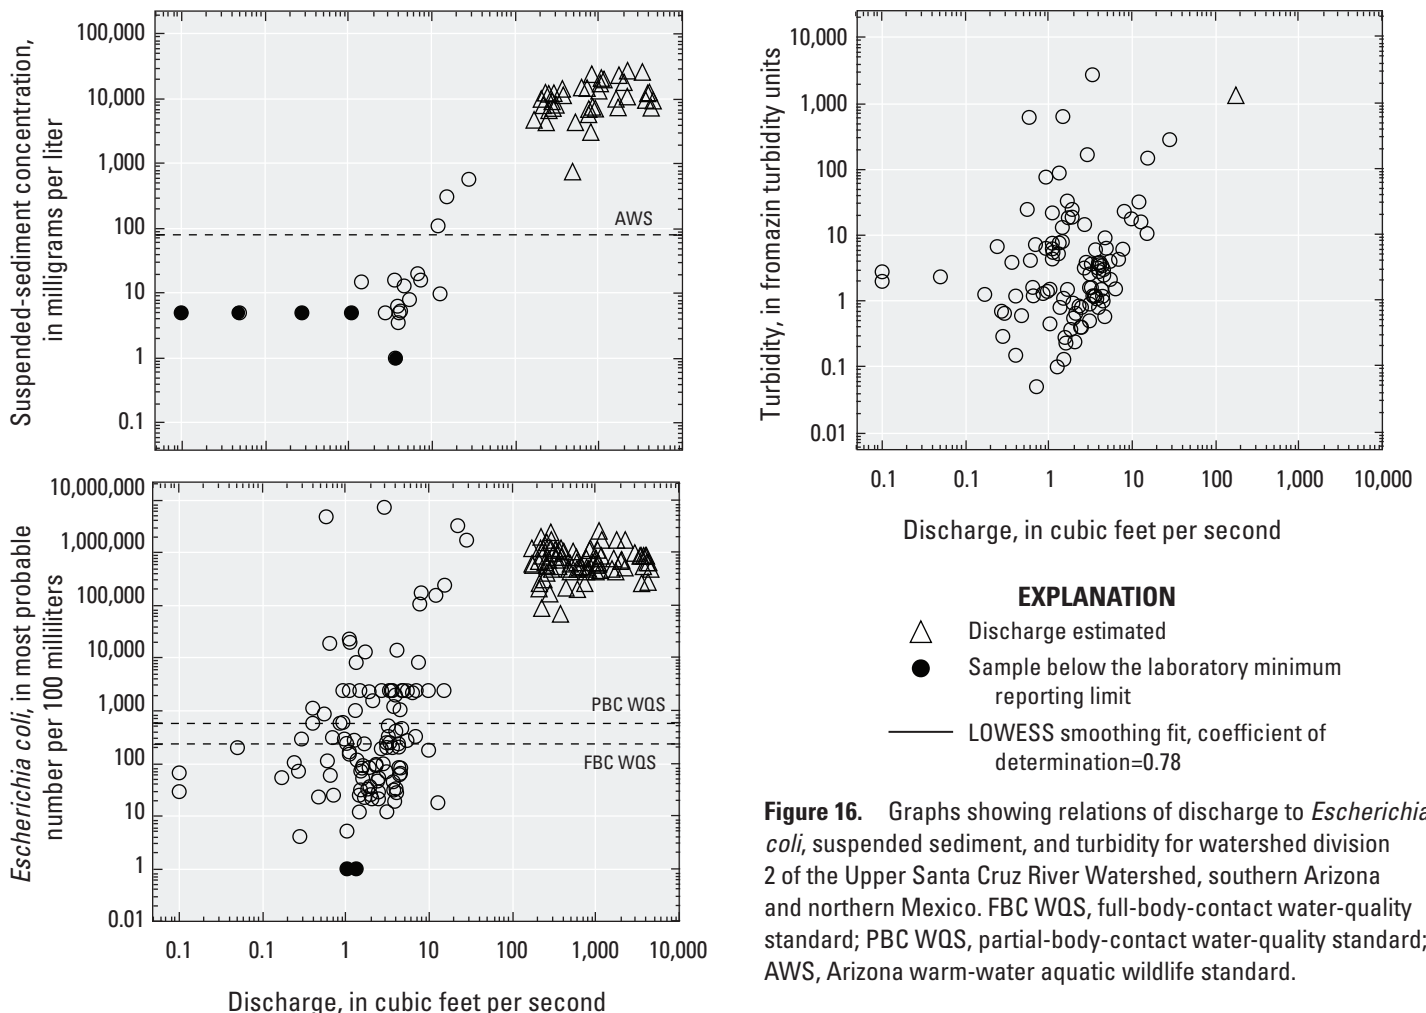 Suspended-sediment concentration,
in milligrams per liter
100,000
10,000
1,000
100
10
1
0.1
AWS
0.1
1
10
100
1,000
10,000
Turbidity, in fromazin turbidity units
10,000
1,000
100
10
1
0.1
0.01
0.1
1
10
100
1,000
10,000
Discharge, in cubic feet per second
Escherichia coli, in most probable
number per 100 milliliters
10,000,000
1,000,000
100,000
10,000
1,000
100
10
1
0.01
PBC WQS
FBC WQS
0.1
1
10
100
1,000
10,000
Discharge, in cubic feet per second
EXPLANATION
Discharge estimated
Sample below the laboratory minimum
reporting limit
LOWESS smoothing fit, coefficient of
determination=0.78
Figure 16. Graphs showing relations of discharge to Escherichia
coli, suspended sediment, and turbidity for watershed division
2 of the Upper Santa Cruz River Watershed, southern Arizona
and northern Mexico. FBC WQS, full-body-contact water-quality
standard; PBC WQS, partial-body-contact water-quality standard;
AWS, Arizona warm-water aquatic wildlife standard.